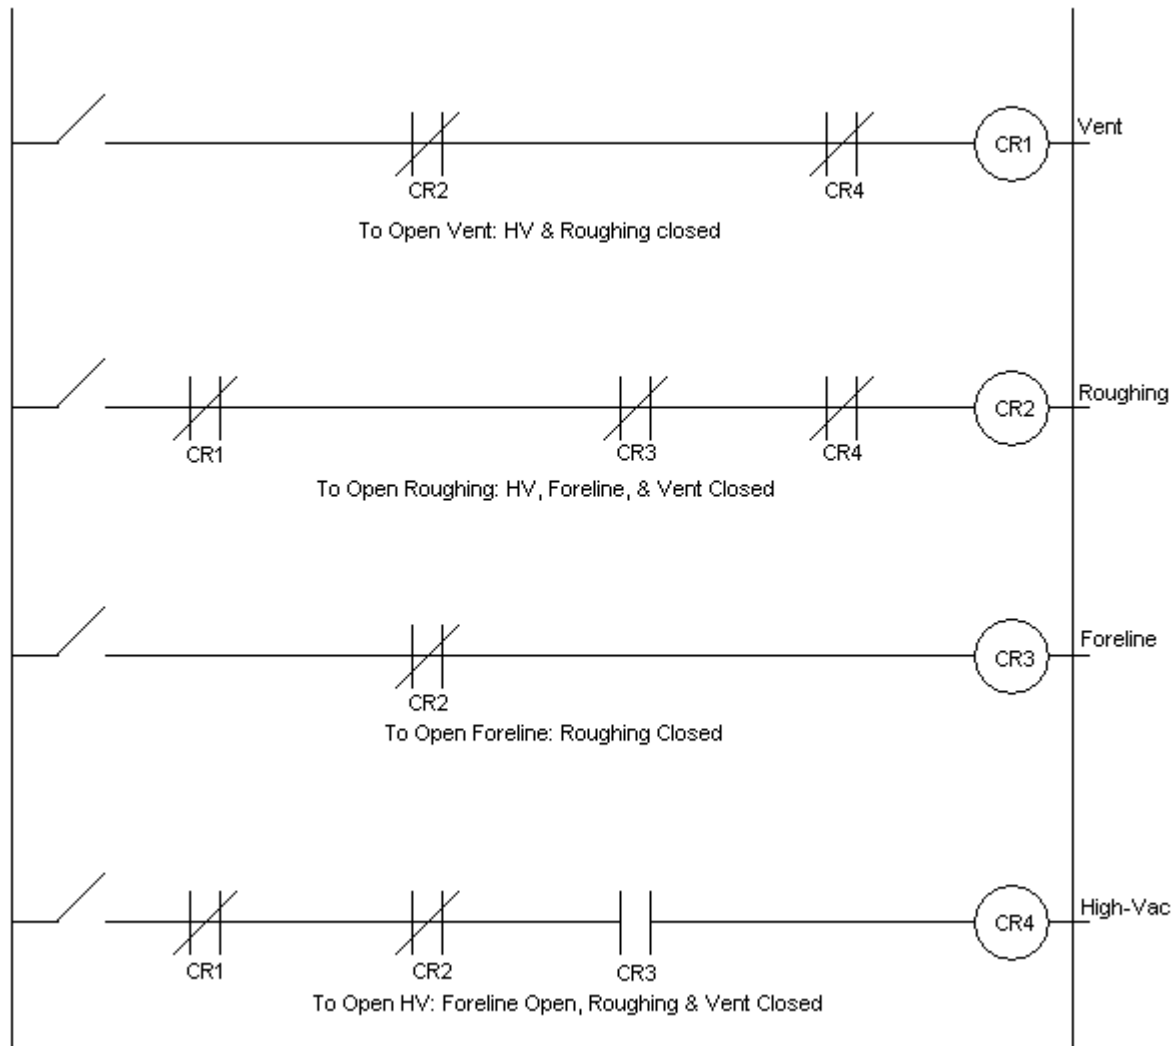 Vent
CR1
CR2
CR4
To Open Vent: HV & Roughing closed
Roughing
CR2
CR1
CR3
CR4
To Open Roughing: HV, Foreline, & Vent Closed
Foreline
CR3
CR2
To Open Foreline: Roughing Closed
High-Vac
CR4
CR1
CR2
CR3
To Open HV: Foreline Open, Roughing & Vent Closed